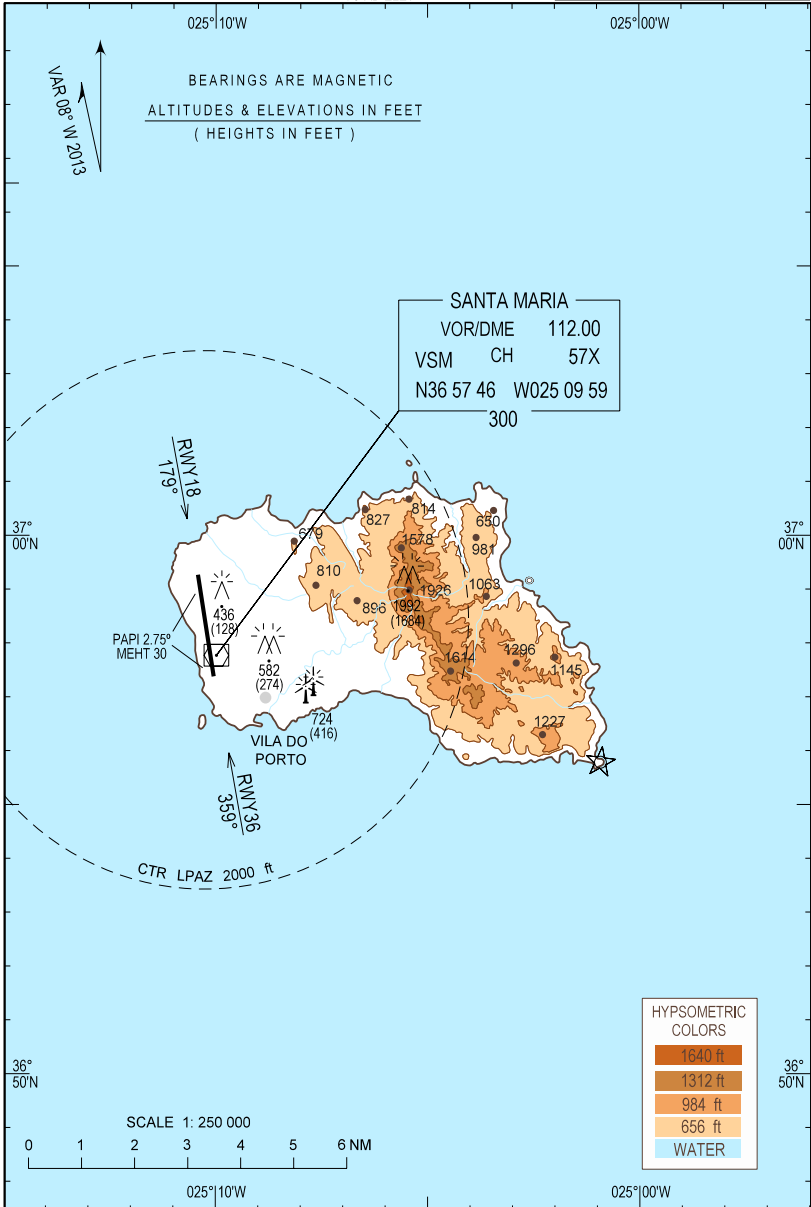 025°10'W
025°00'W
VAR 08° W 2013
BEARINGS ARE MAGNETIC
ALTITUDES & ELEVATIONS IN FEET
( HEIGHTS IN FEET )
SANTA MARIA
VOR/DME 112.00
VSM CH 57X
N36 57 46 W025 09 59
300
RWY18
179°
37°
00'N
37°
00'N
814
827
650
679
1578
981
810
1926
1063
896
1992
(1684)
436
(128)
PAPI 2.75°
MEHT 30
582
(274)
1614
1296
1145
724
(416)
1227
VILA DO
PORTO
RWY36
359°
CTR LPAZ 2000 ft
HYPSOMETRIC
COLORS
1640 ft
1312 ft
984 ft
656 ft
WATER
36°
50'N
36°
50'N
SCALE 1: 250 000
0 1 2 3 4 5 6 NM
025°10'W
025°00'W